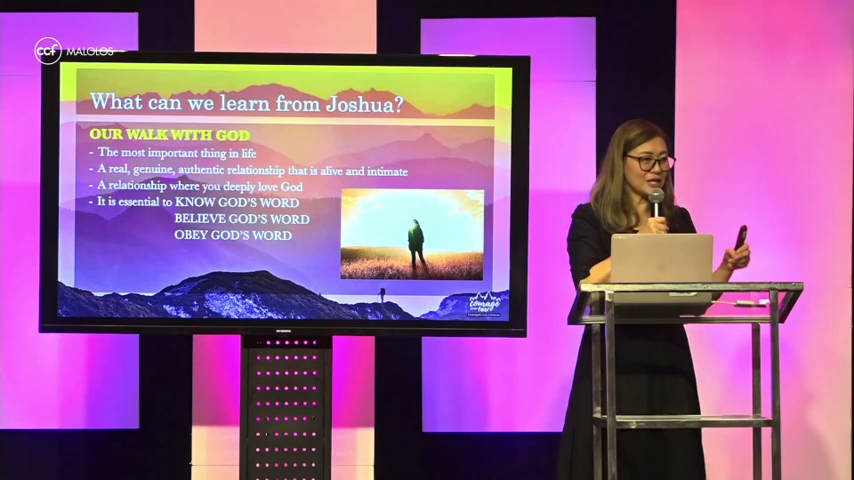 ccf MALOLOS
What can we learn from Joshua?
OUR WALK WITH GOD
- The most important thing in life
- A real, genuine, authentic relationship that is alive and intimate
- A relationship where you deeply love God
- It is essential to KNOW GOD'S WORD
BELIEVE GOD'S WORD
OBEY GOD'S WORD
courage